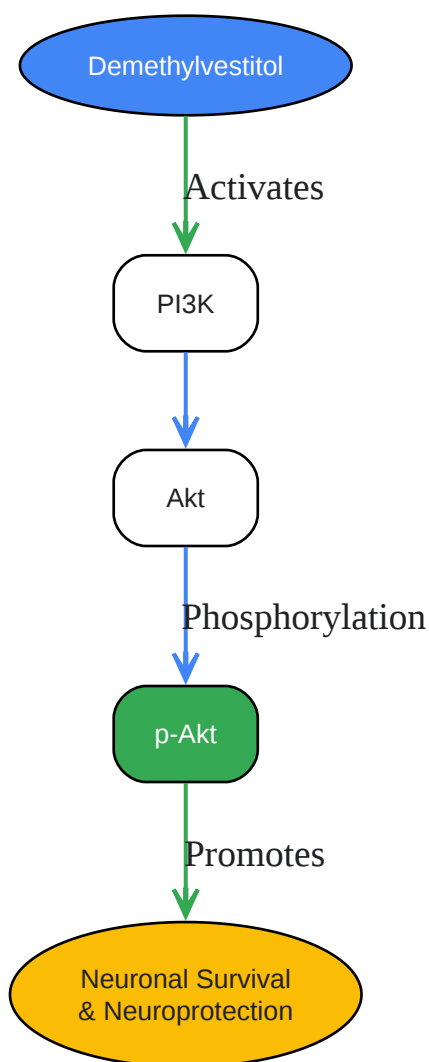 Demethylvestitol
Activates
PI3K
Akt
Phosphorylation
p-Akt
Promotes
Neuronal Survival
& Neuroprotection